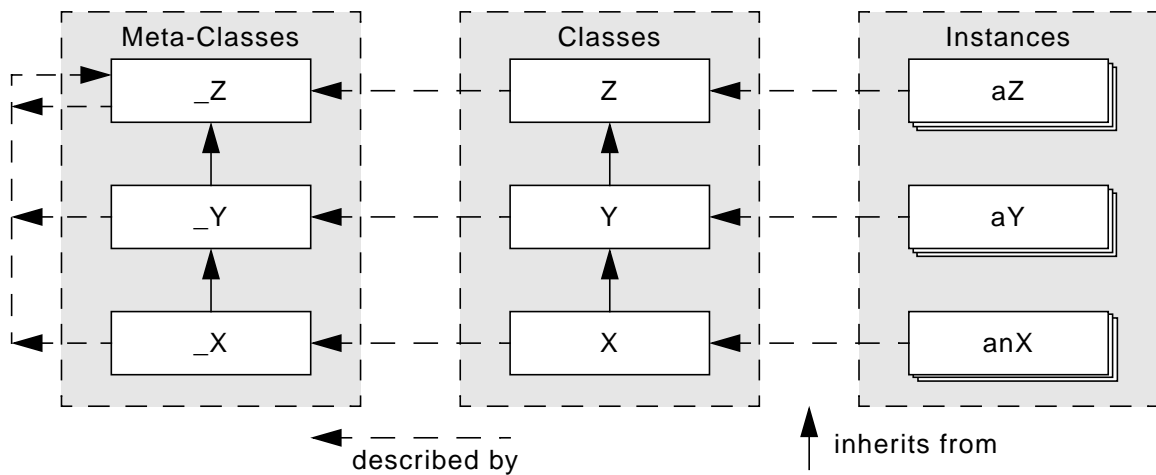 Meta-Classes Classes Instances
_Z Z aZ
_Y Y aY
_X X anX
described by inherits from